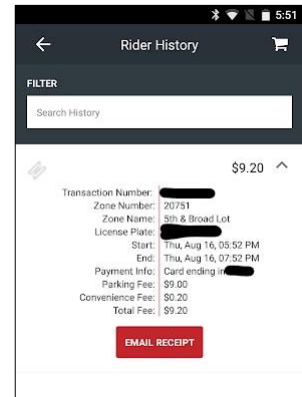 5:51
Rider History
FILTER
Search History
$9.20
Transaction Number:
Zone Number: 20751
Zone Name: 5th & Broad Lot
License Plate:
Start: Thu, Aug 16, 05:52 PM
End: Thu, Aug 16, 07:52 PM
Payment Info: Card ending in
Parking Fee: $9.00
Convenience Fee: $0.20
Total Fee: $9.20
EMAIL RECEIPT